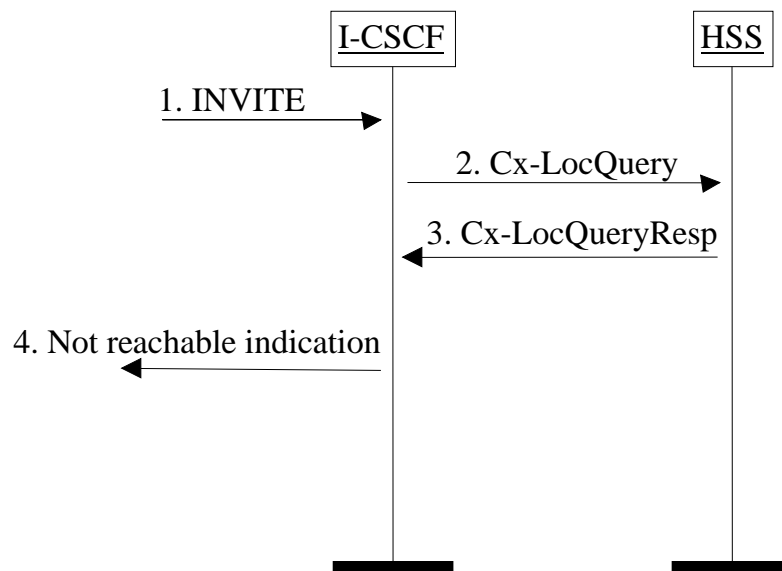 I-CSCF
HSS
1. INVITE
2. Cx-LocQuery
3. Cx-LocQueryResp
4. Not reachable indication